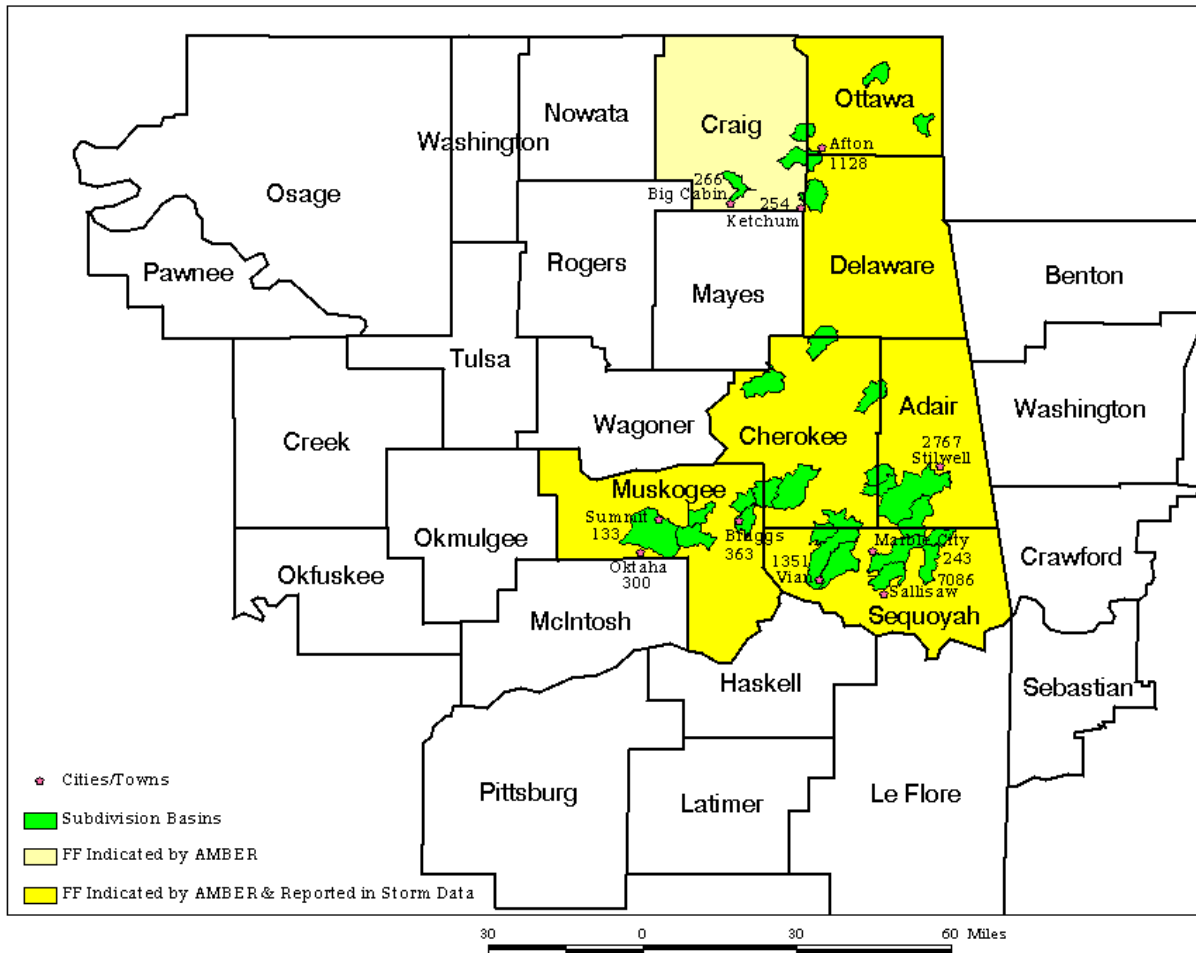 Nowata
Craig
Ottawa
Washington
Afton
1128
Osage
266
Big Cabin
254
Ketchum
Pawnee
Rogers
Mayes
Delaware
Benton
Tulsa
Wagoner
Cherokee
Adair
Washington
Creek
2767
Stilwell
Muskogee
Summit
133
Okmulgee
Braggs
363
Marble City
243
Crawford
Oktaha
300
1351
Vian
7086
Sallisaw
Okfuskee
McIntosh
Sequoyah
Haskell
Sebastian
Pittsburg
Latimer
Le Flore
Cities/Towns
Subdivision Basins
FF Indicated by AMBER
FF Indicated by AMBER & Reported in Storm Data
30 0 30 60 Miles